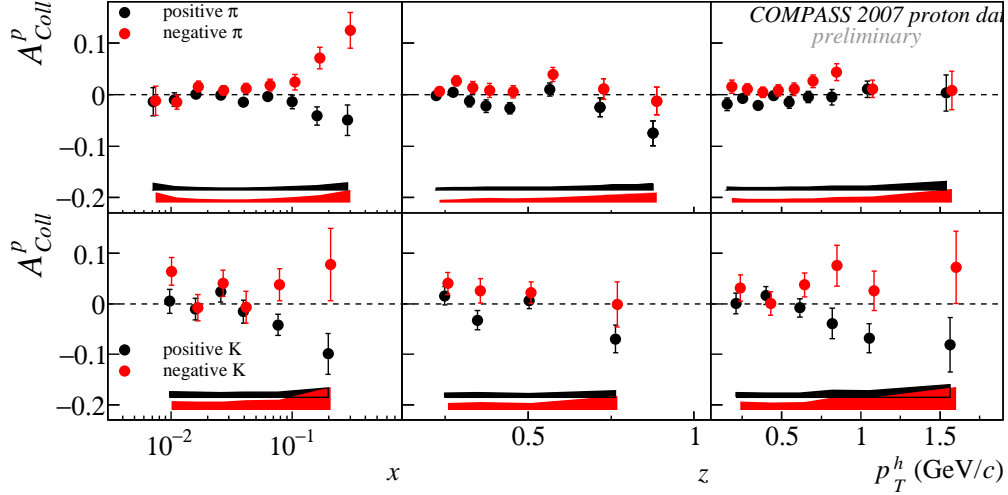 positive π
negative π
COMPASS 2007 proton dat
preliminary
A^p_Coll
0.1
0
−0.1
−0.2
A^p_Coll
0.1
0
−0.1
−0.2
positive K
negative K
10^−2
10^−1
0.5
1
0.5
1
1.5
x
z
p_T^h (GeV/c)